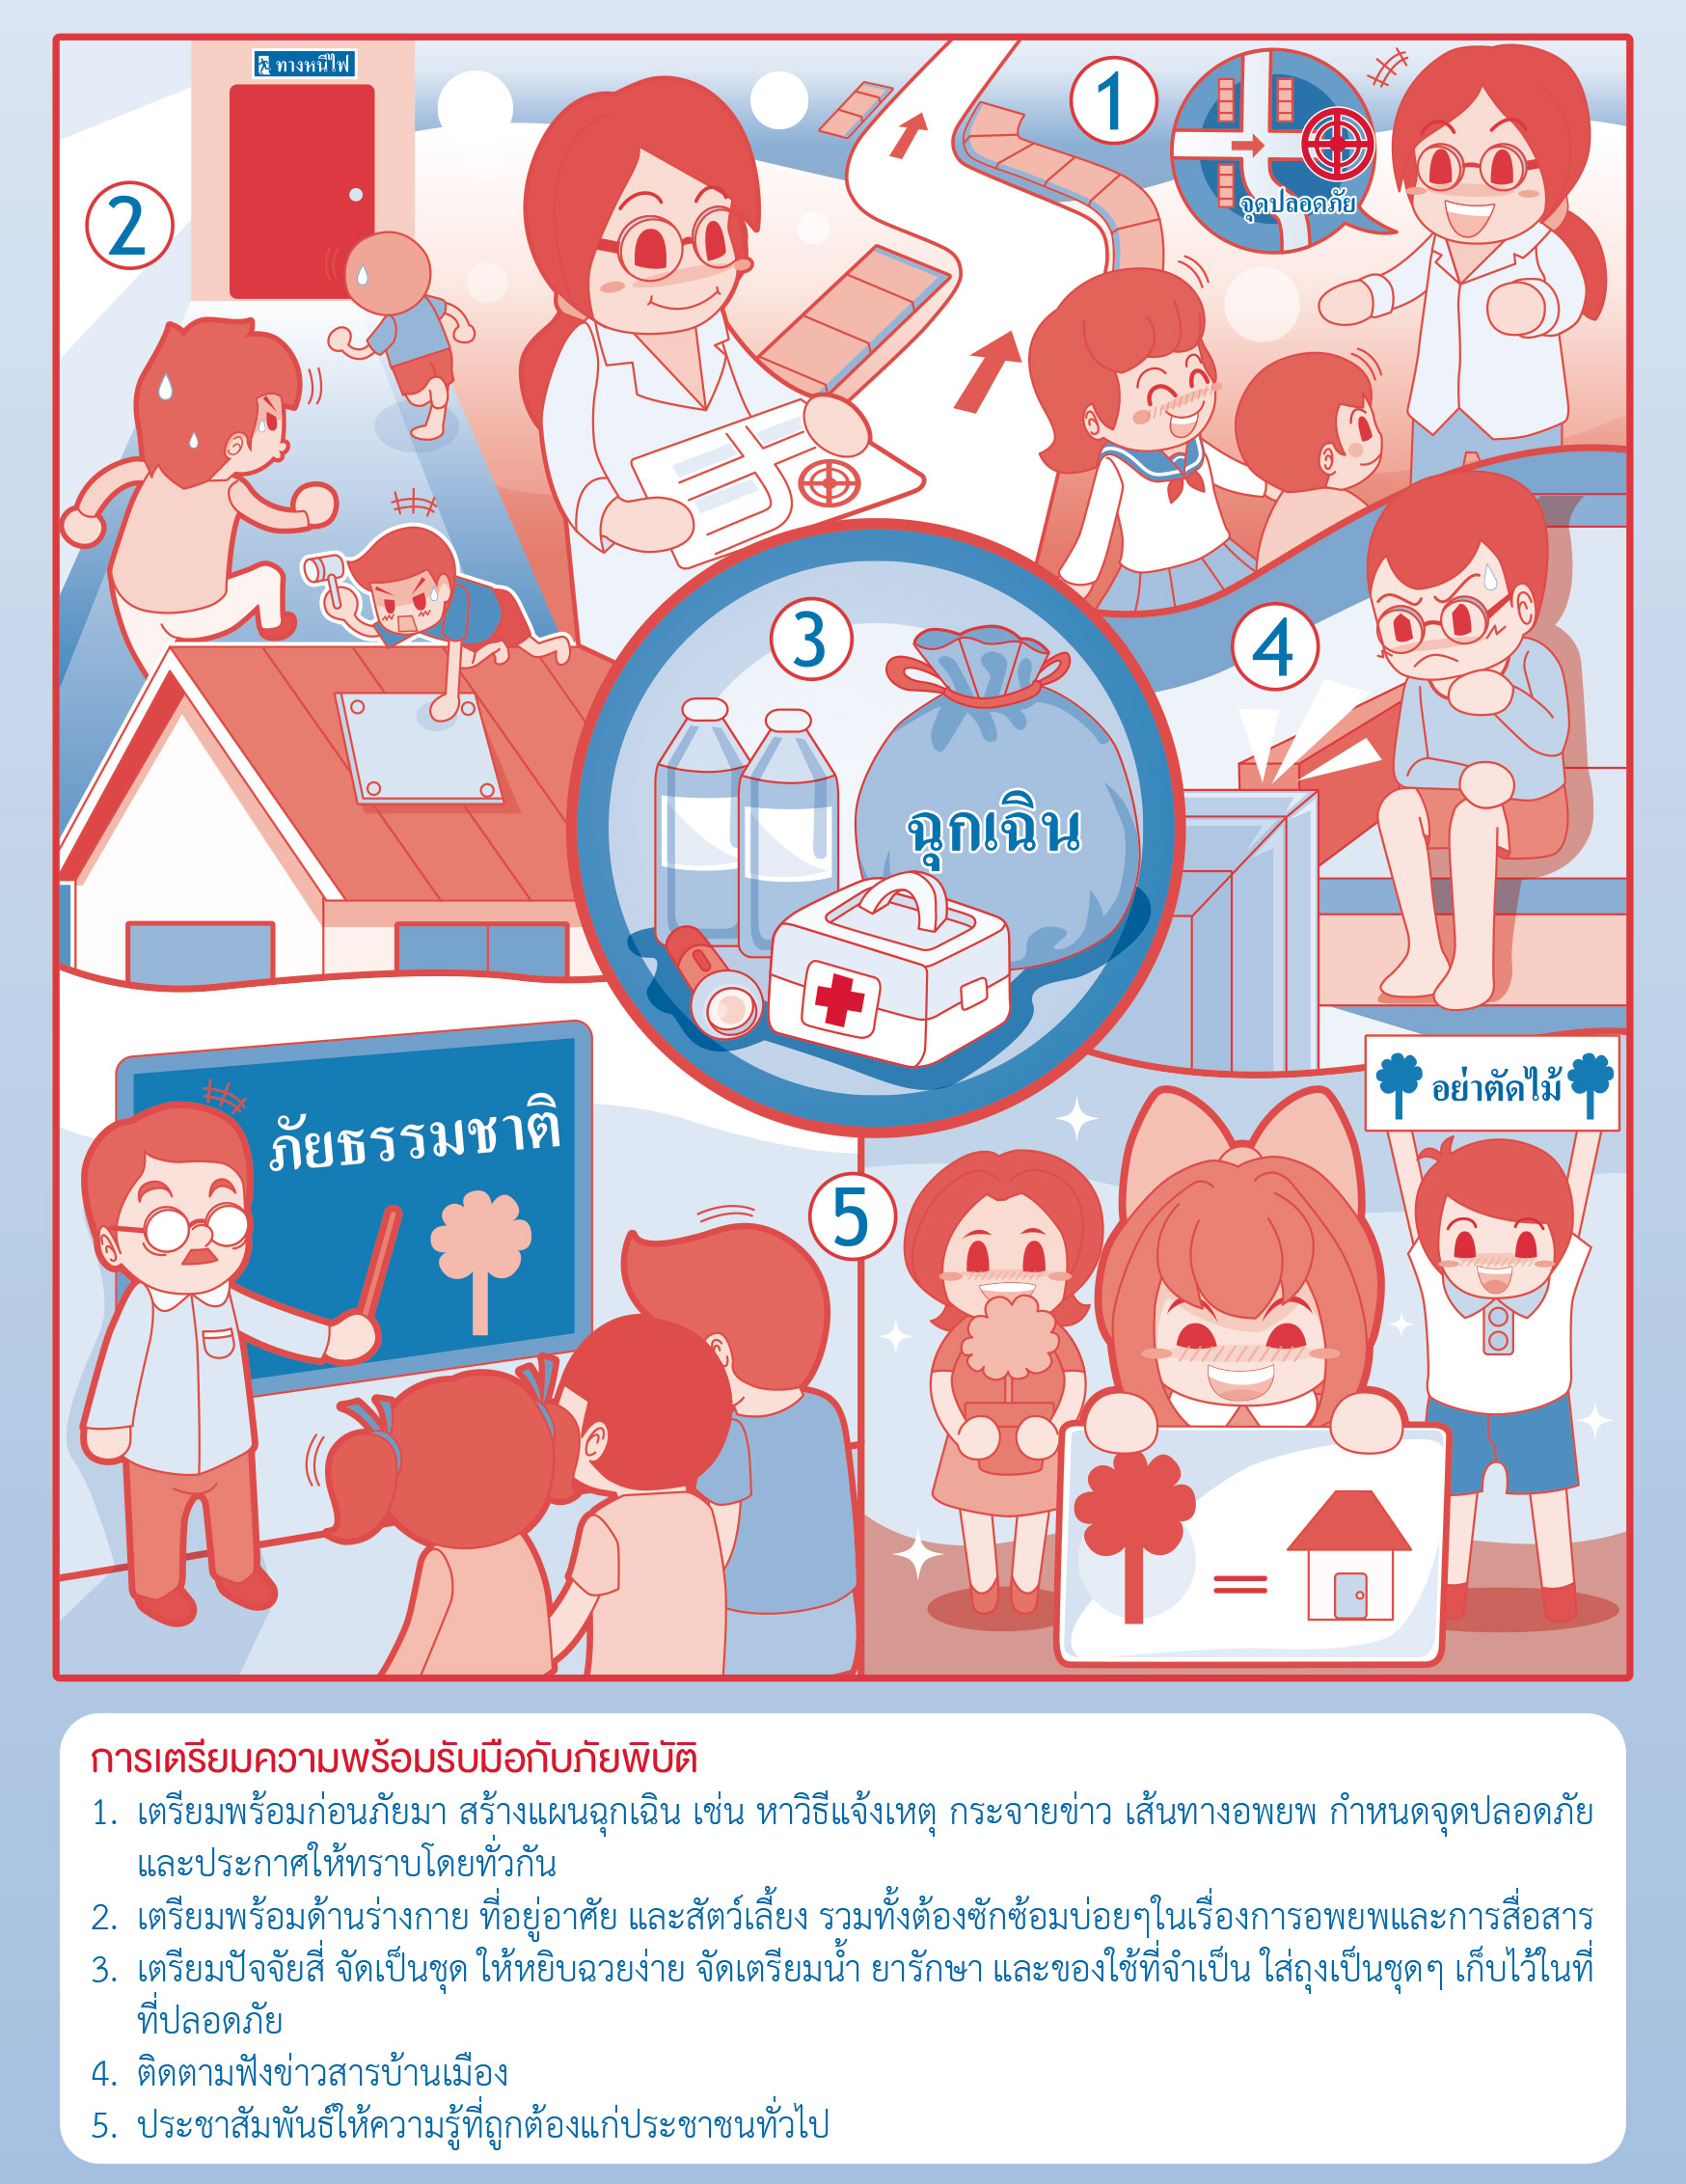 ทางหนีไฟ
1
จุดปลอดภัย
2
3
4
ฉุกเฉิน
อย่าตัดไม้
ภัยธรรมชาติ
5
=
การเตรียมความพร้อมรับมือกับภัยพิบัติ
1. เตรียมพร้อมก่อนภัยมา สร้างแผนฉุกเฉิน เช่น หาวิธีแจ้งเหตุ กระจายข่าว เส้นทางอพยพ กำหนดจุดปลอดภัย
และประกาศให้ทราบโดยทั่วกัน
2. เตรียมพร้อมด้านร่างกาย ที่อยู่อาศัย และสัตว์เลี้ยง รวมทั้งต้องซักซ้อมบ่อยๆในเรื่องการอพยพและการสื่อสาร
3. เตรียมปัจจัยสี่ จัดเป็นชุด ให้หยิบฉวยง่าย จัดเตรียมน้ำ ยารักษา และของใช้ที่จำเป็น ใส่ถุงเป็นชุดๆ เก็บไว้ในที่
ที่ปลอดภัย
4. ติดตามฟังข่าวสารบ้านเมือง
5. ประชาสัมพันธ์ให้ความรู้ที่ถูกต้องแก่ประชาชนทั่วไป